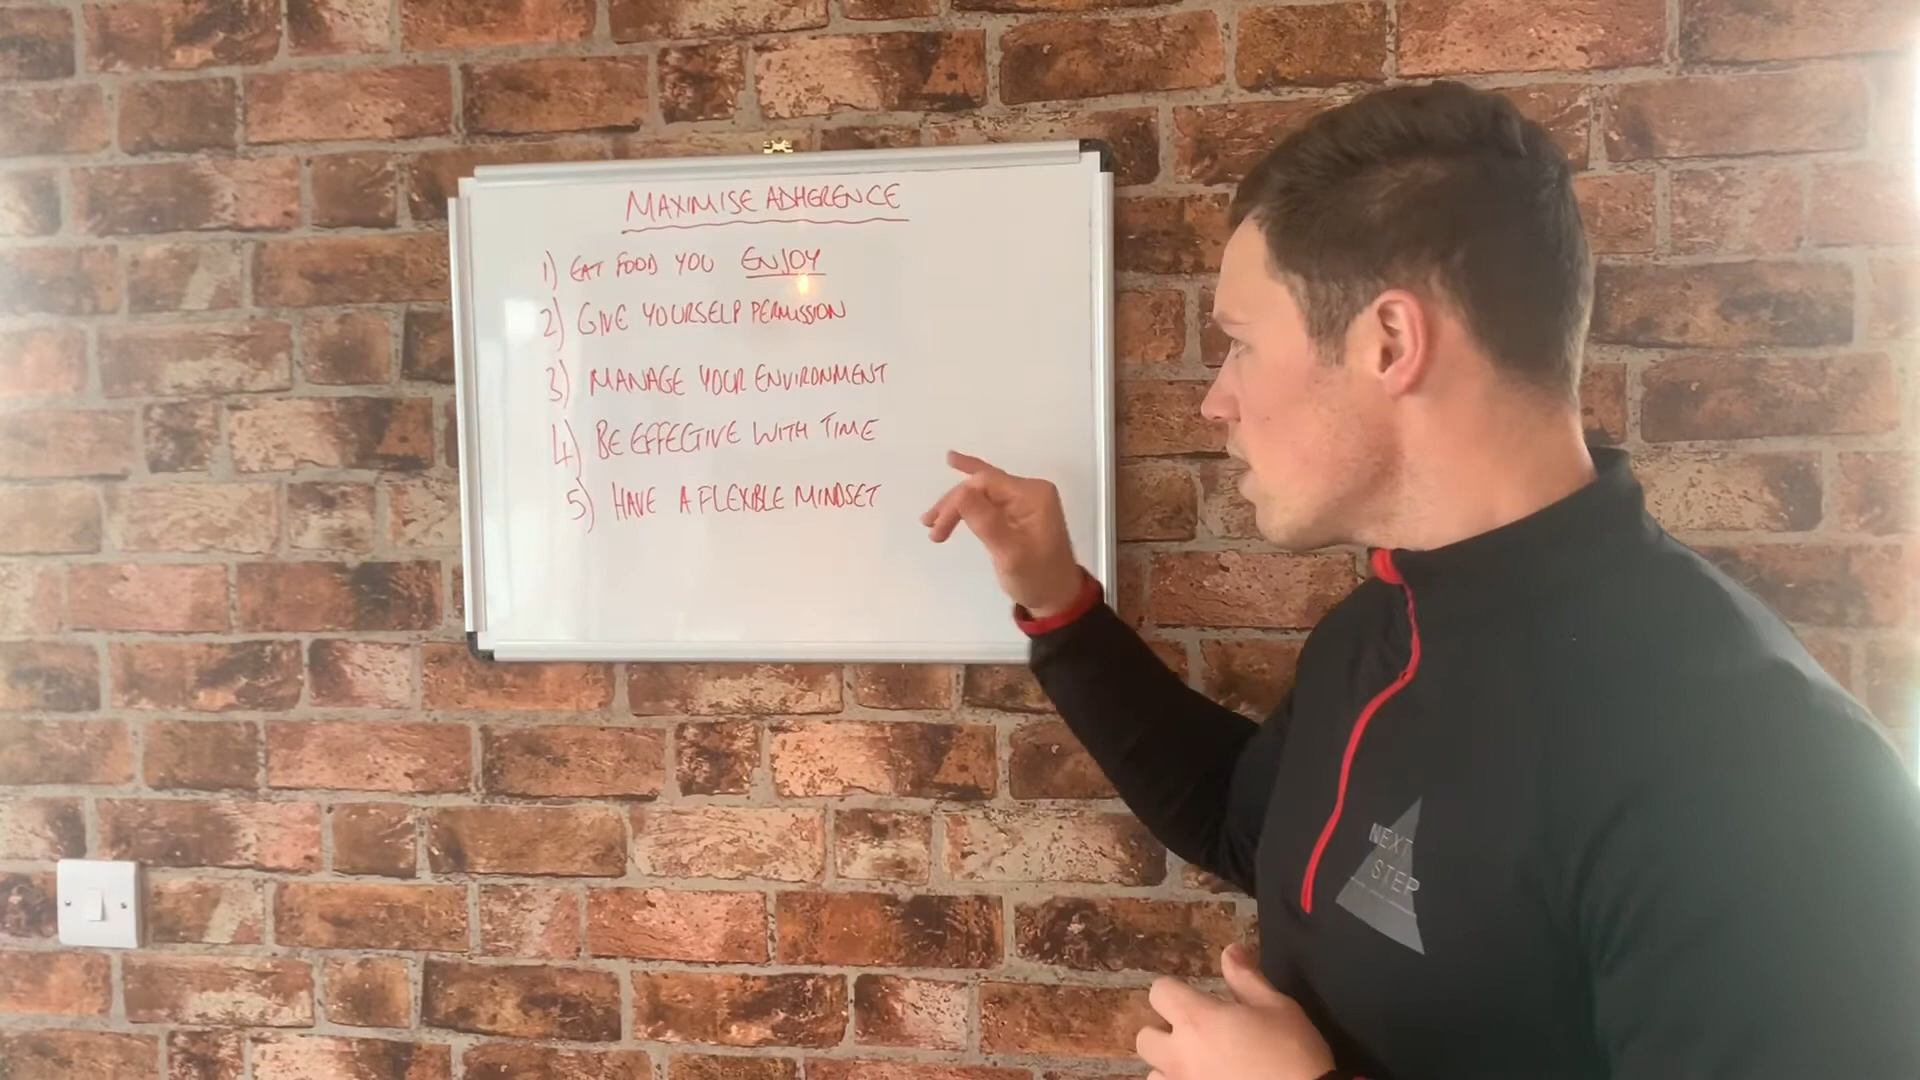 MAXIMISE ADHERENCE
1) EAT FOOD YOU ENJOY
2) GIVE YOURSELF PERMISSION
3) MANAGE YOUR ENVIRONMENT
4) BE EFFECTIVE WITH TIME
5) HAVE A FLEXIBLE MINDSET
NEXT
STEP